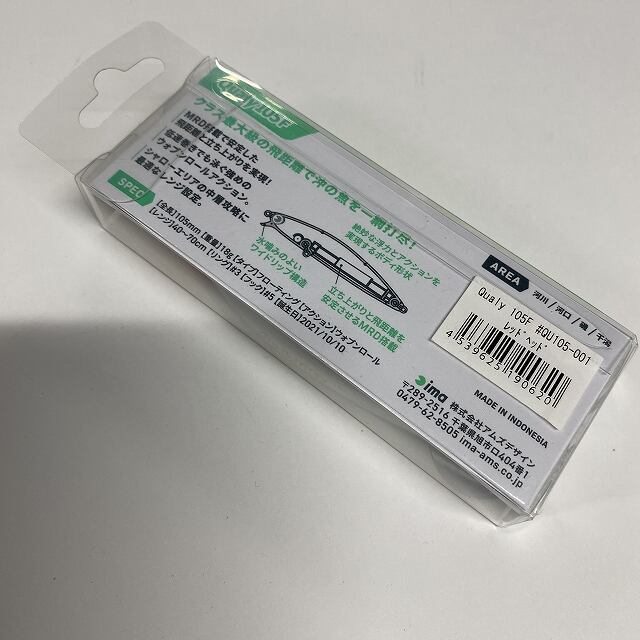 Qualy105F
クラス最大級の飛距離で沖の魚を一網打尽!
MRD搭載で安定した
飛距離と立ち上がりを実現!
安速巻きでも泳ぐ強めの
ウォブンロールアクション。
シャローエリアの外層攻略に
最適なレンジ設定。
SPEC
【全長】105mm【重量】18g【タイプ】フローティング【アクション】ウォブンロール
【レンジ】40~70cm【リング】#3【フック】#5【誕生日】2021/10/10
水噛みのよい
ワイドリップ構造
絶妙な浮力とアクションを
実現するボディ形状
立ち上がりと飛距離を
安定させるMRD搭載
AREA
河川/河口/磯/干潟
Qualy 105F #QU105-001
レッド・ヘッド
4539625190620
MADE IN INDONESIA
ima 株式会社アムズデザイン
〒289-2516 千葉県旭市ロ404番1
0479-62-8505 ima-ams.co.jp